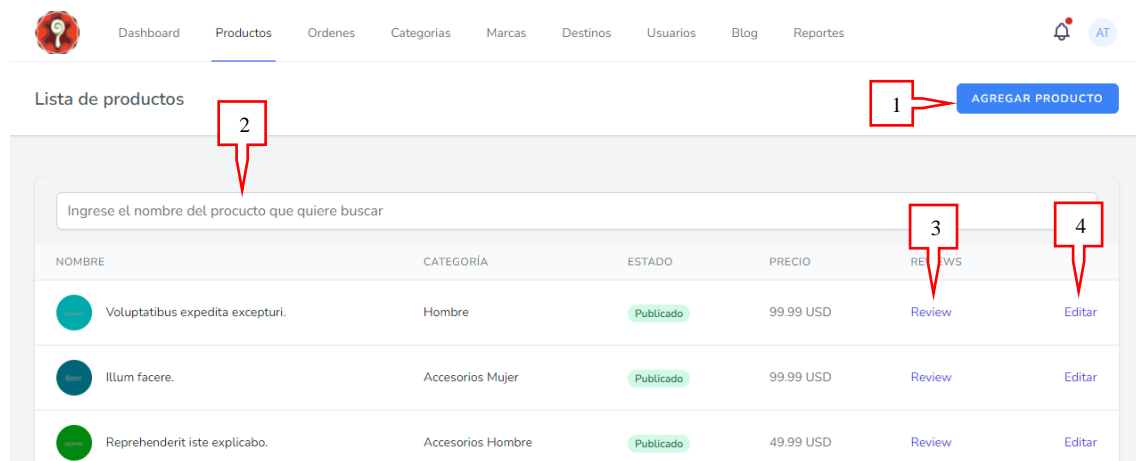 Dashboard Productos Ordenes Categorias Marcas Destinos Usuarios Blog Reportes AT
Lista de productos
1
AGREGAR PRODUCTO
2
Ingrese el nombre del procucto que quiere buscar
3
4
NOMBRE CATEGORÍA ESTADO PRECIO REVIEWS
Voluptatibus expedita excepturi. Hombre Publicado 99.99 USD Review Editar
Illum facere. Accesorios Mujer Publicado 99.99 USD Review Editar
Reprehenderit iste explicabo. Accesorios Hombre Publicado 49.99 USD Review Editar